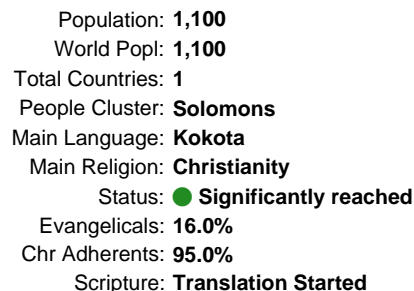 Population: 1,100
World Popl: 1,100
Total Countries: 1
People Cluster: Solomons
Main Language: Kokota
Main Religion: Christianity
Status: Significantly reached
Evangelicals: 16.0%
Chr Adherents: 95.0%
Scripture: Translation Started